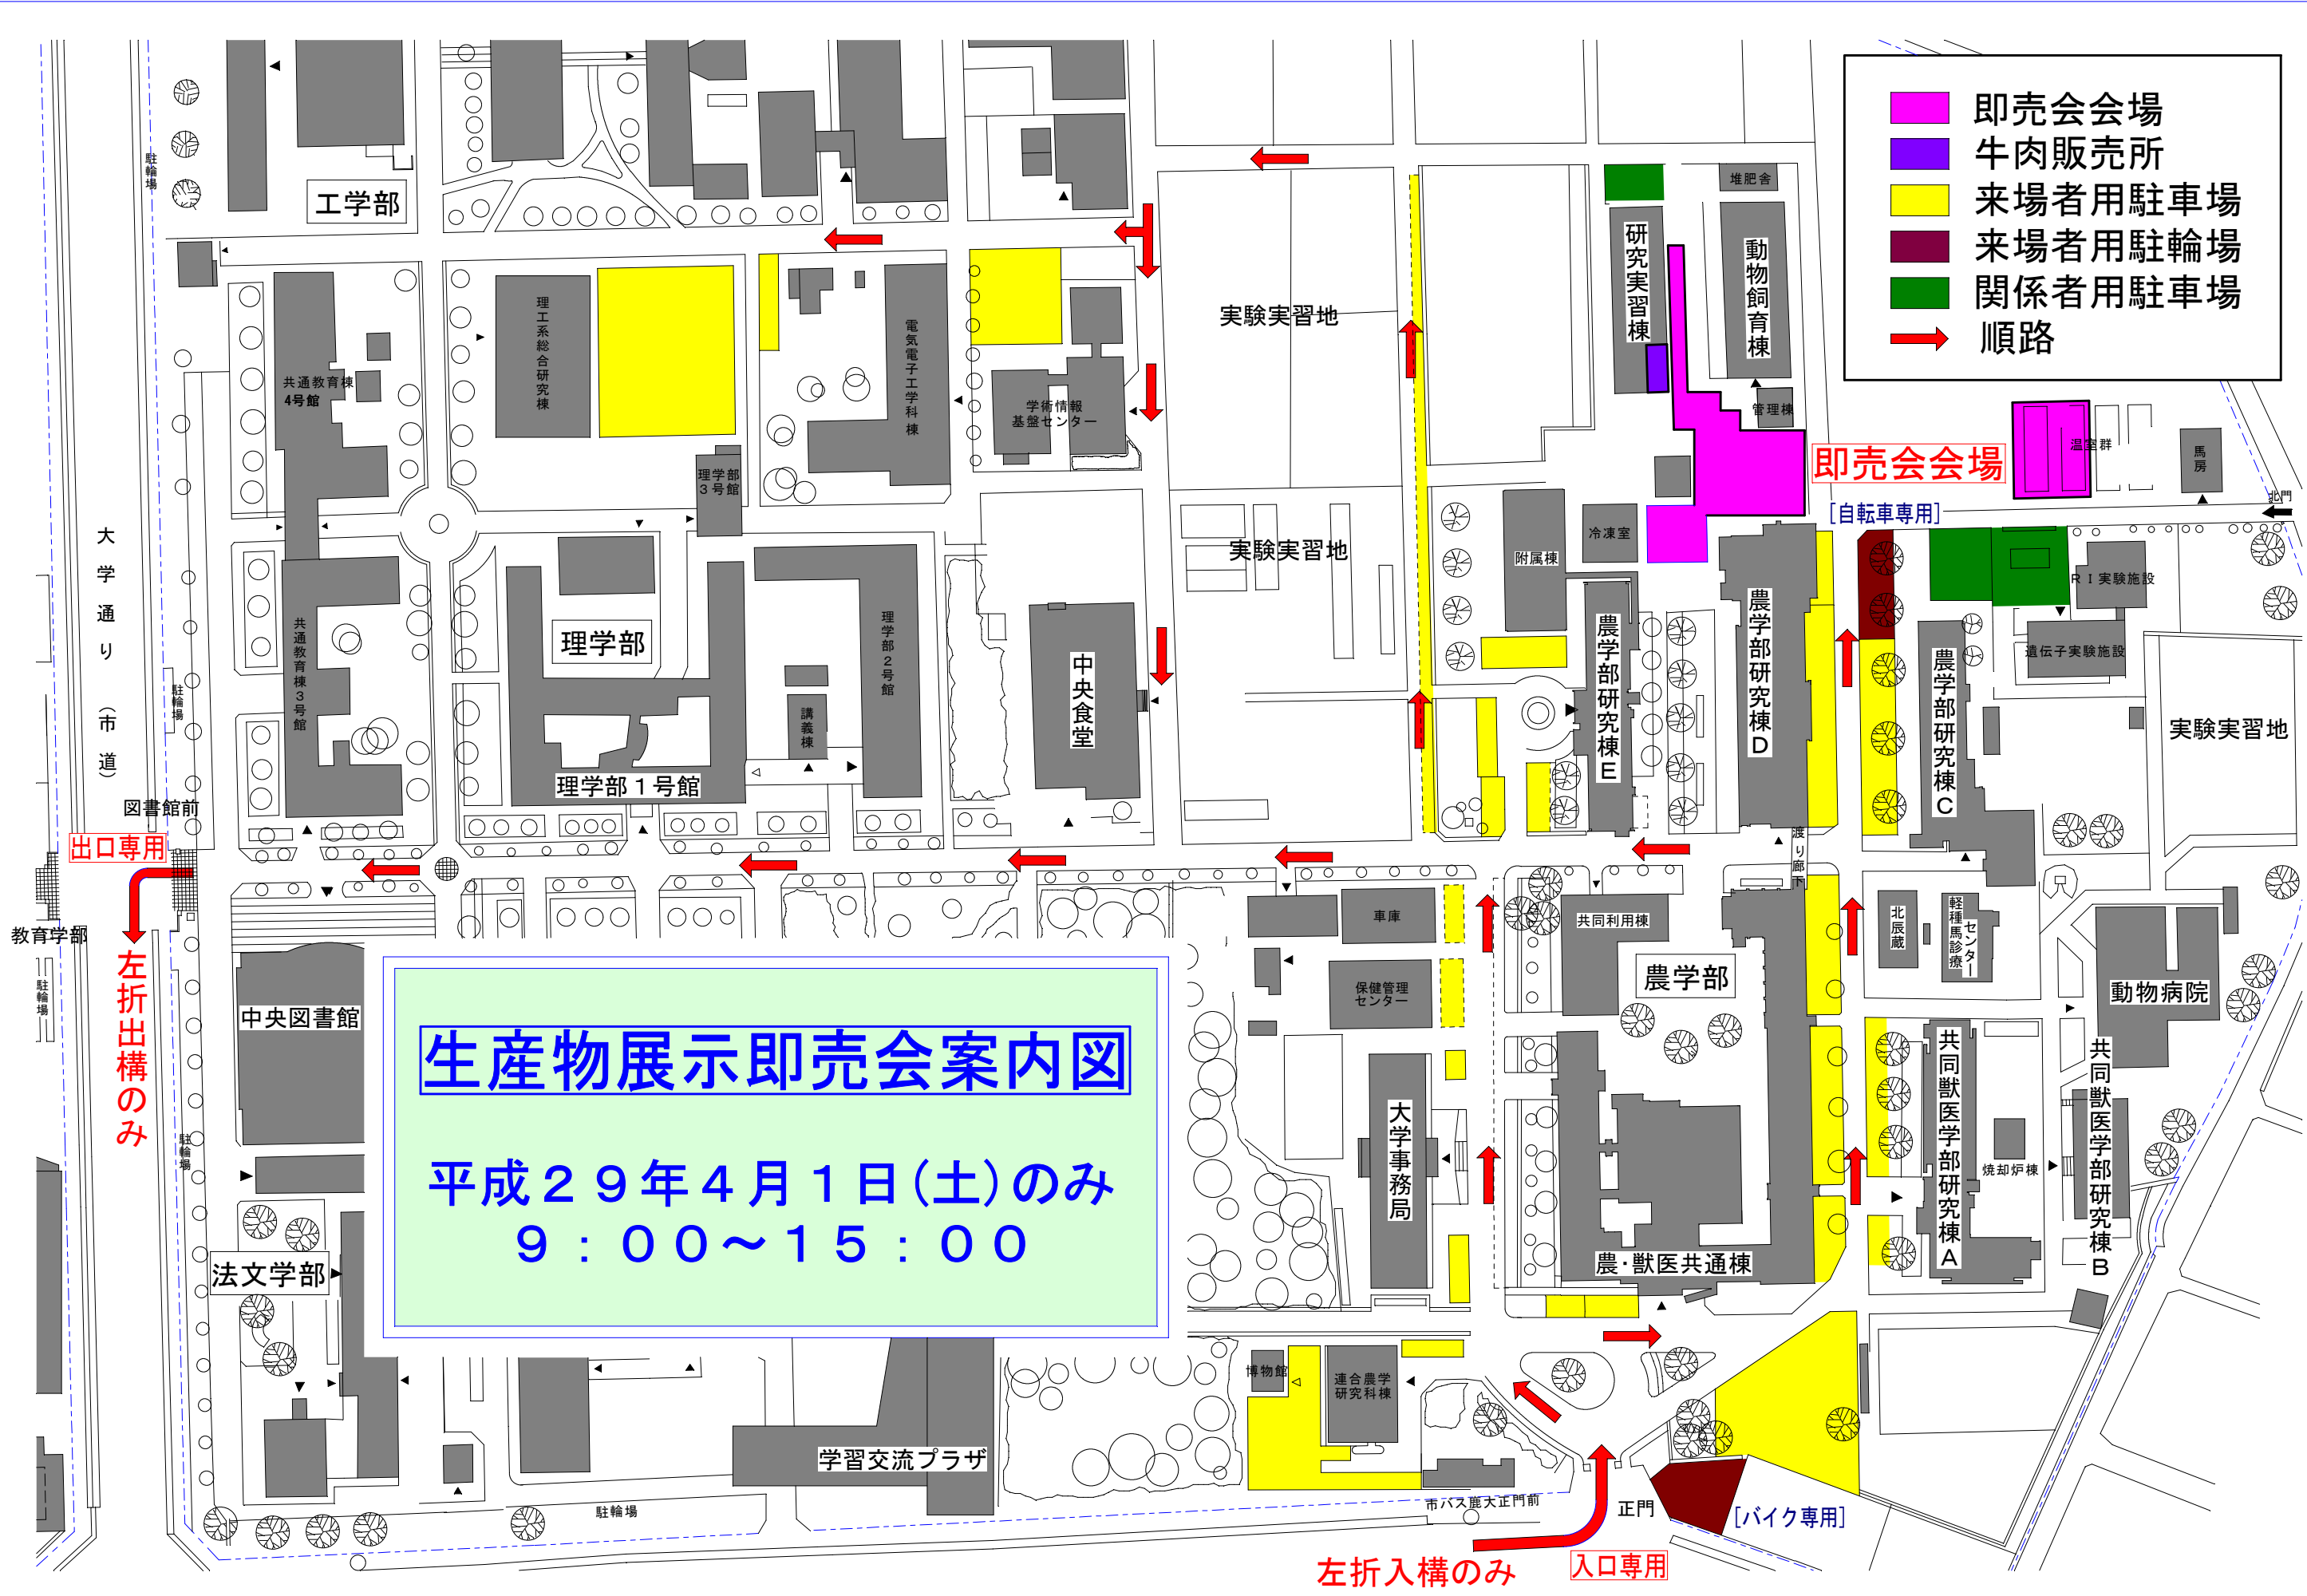 即売会会場
牛肉販売所
来場者用駐車場
来場者用駐輪場
関係者用駐車場
順路
駐輪場
工学部
堆肥舎
研究実習棟
動物飼育棟
実験実習地
理工系総合研究棟
電気電子工学科棟
共通教育棟
4号館
学術情報
基盤センター
管理棟
即売会会場
温室群
馬房
北門
理学部
3号館
[自転車専用]
大学通り(市道)
実験実習地
冷凍室
附属棟
RI実験施設
共通教育棟3号館
理学部
理学部2号館
中央食堂
農学部研究棟E
農学部研究棟D
農学部研究棟C
遺伝子実験施設
駐輪場
講義棟
実験実習地
理学部1号館
図書館前
出口専用
渡り廊下
教育学部
車庫
共同利用棟
北辰蔵
軽種馬診療
センター
左折出構のみ
駐輪場
中央図書館
保健管理
センター
農学部
動物病院
生産物展示即売会案内図
平成29年4月1日(土)のみ
9:00～15:00
駐輪場
大学事務局
共同獣医学部研究棟A
焼却炉棟
共同獣医学部研究棟B
法文学部
農・獣医共通棟
博物館
連合農学
研究科棟
学習交流プラザ
駐輪場
市バス鹿大正門前
正門
[バイク専用]
左折入構のみ
入口専用